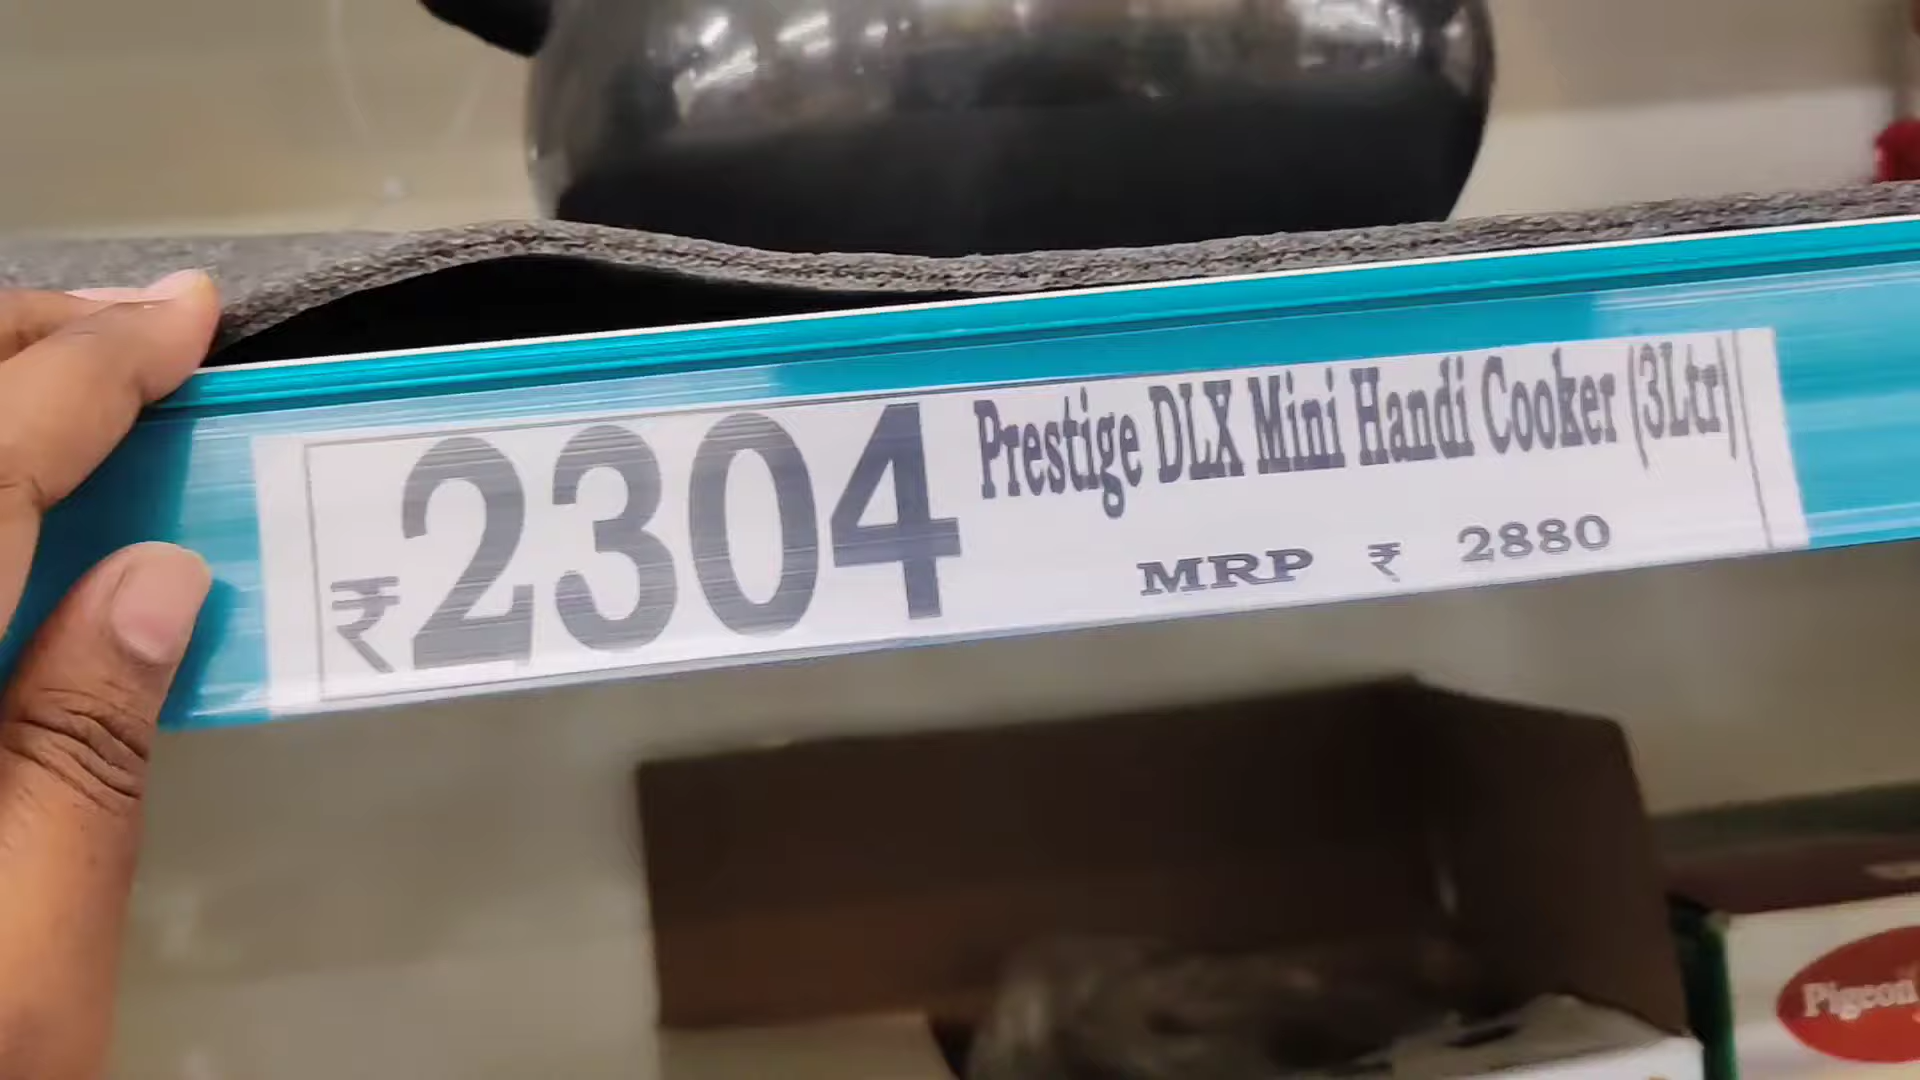 ₹2304
Prestige DLX Mini Handi Cooker (3Ltr)
MRP ₹ 2880
Pigeon